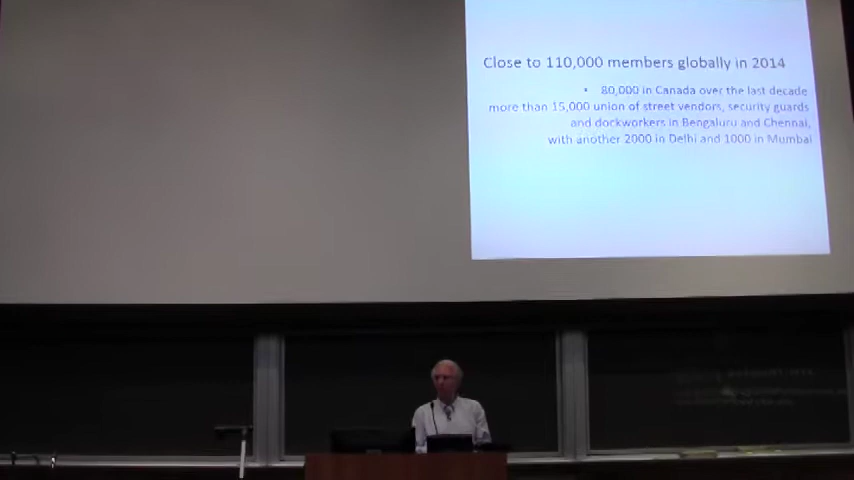 Close to 110,000 members globally in 2014
• 80,000 in Canada over the last decade
more than 15,000 union of street vendors, security guards
and dockworkers in Bengaluru and Chennai,
with another 2000 in Delhi and 1000 in Mumbai